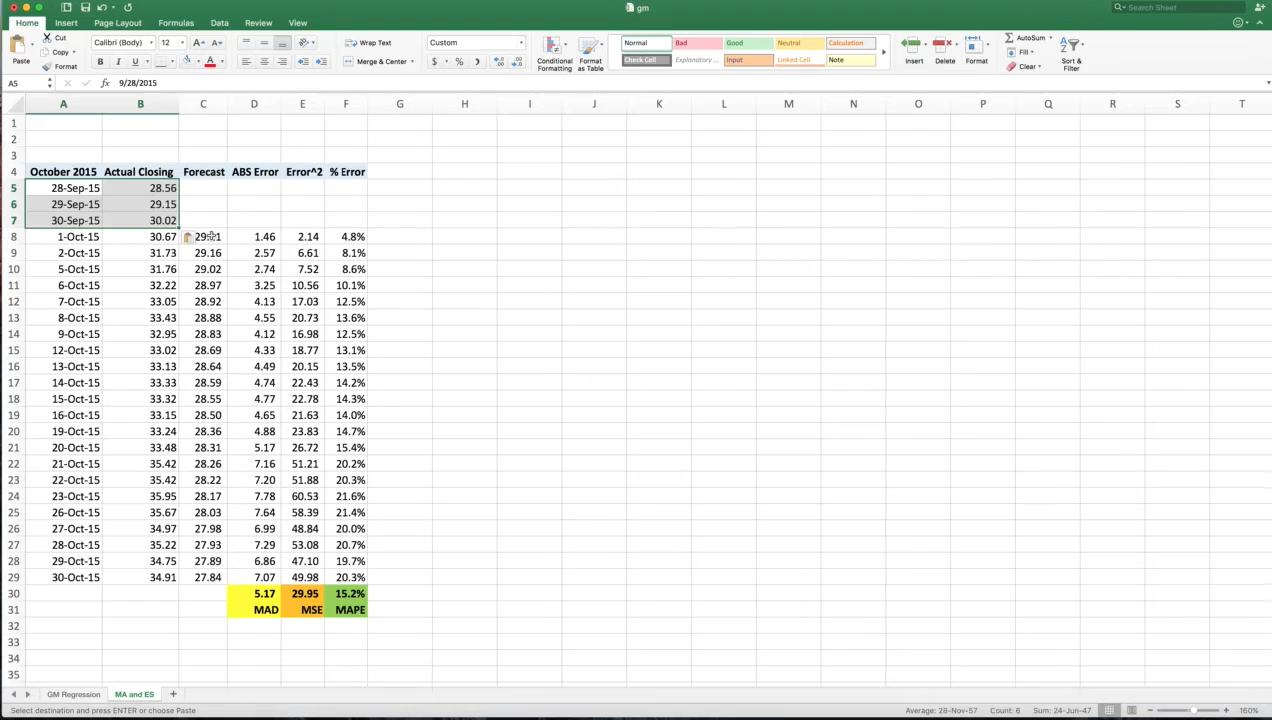 gm
Search Sheet
Home Insert Page Layout Formulas Data Review View
Cut Calibri (Body) 12 A A Wrap Text Custom Normal Bad Good Neutral Calculation AutoSum
Copy Fill
Paste Format B I U A Merge & Center $ % Conditional Formatting Format as Table Check Cell Explanatory ... Input Linked Cell Note Insert Delete Format Clear Sort & Filter
A5 fx 9/28/2015
A B C D E F G H I J K L M N O P Q R S T
1
2
3
4 October 2015 Actual Closing Forecast ABS Error Error^2 % Error
5 28-Sep-15 28.56
6 29-Sep-15 29.15
7 30-Sep-15 30.02
8 1-Oct-15 30.67 1.46 2.14 4.8%
9 2-Oct-15 31.73 29.16 2.57 6.61 8.1%
10 5-Oct-15 31.76 29.02 2.74 7.52 8.6%
11 6-Oct-15 32.22 28.97 3.25 10.56 10.1%
12 7-Oct-15 33.05 28.92 4.13 17.03 12.5%
13 8-Oct-15 33.43 28.88 4.55 20.73 13.6%
14 9-Oct-15 32.95 28.83 4.12 16.98 12.5%
15 12-Oct-15 33.02 28.69 4.33 18.77 13.1%
16 13-Oct-15 33.13 28.64 4.49 20.15 13.5%
17 14-Oct-15 33.33 28.59 4.74 22.43 14.2%
18 15-Oct-15 33.32 28.55 4.77 22.78 14.3%
19 16-Oct-15 33.15 28.50 4.65 21.63 14.0%
20 19-Oct-15 33.24 28.36 4.88 23.83 14.7%
21 20-Oct-15 33.48 28.31 5.17 26.72 15.4%
22 21-Oct-15 35.42 28.26 7.16 51.21 20.2%
23 22-Oct-15 35.42 28.22 7.20 51.88 20.3%
24 23-Oct-15 35.95 28.17 7.78 60.53 21.6%
25 26-Oct-15 35.67 28.03 7.64 58.39 21.4%
26 27-Oct-15 34.97 27.98 6.99 48.84 20.0%
27 28-Oct-15 35.22 27.93 7.29 53.08 20.7%
28 29-Oct-15 34.75 27.89 6.86 47.10 19.7%
29 30-Oct-15 34.91 27.84 7.07 49.98 20.3%
30 5.17 29.95 15.2%
31 MAD MSE MAPE
32
33
34
35
GM Regression MA and ES +
Select destination and press ENTER or choose Paste Average: 28-Nov-57 Count: 6 Sum: 24-Jun-47 160%